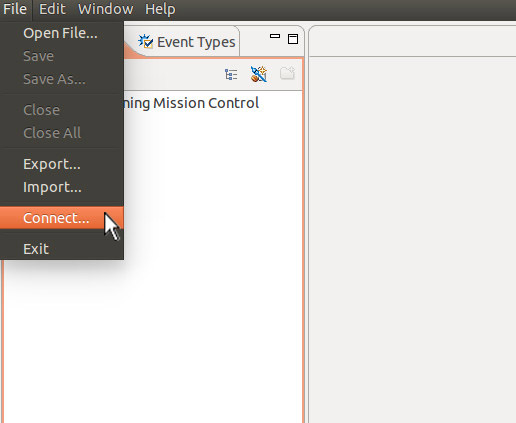 File Edit Window Help
Open File...
Event Types
Save
Save As...
Close
ning Mission Control
Close All
Export...
Import...
Connect...
Exit